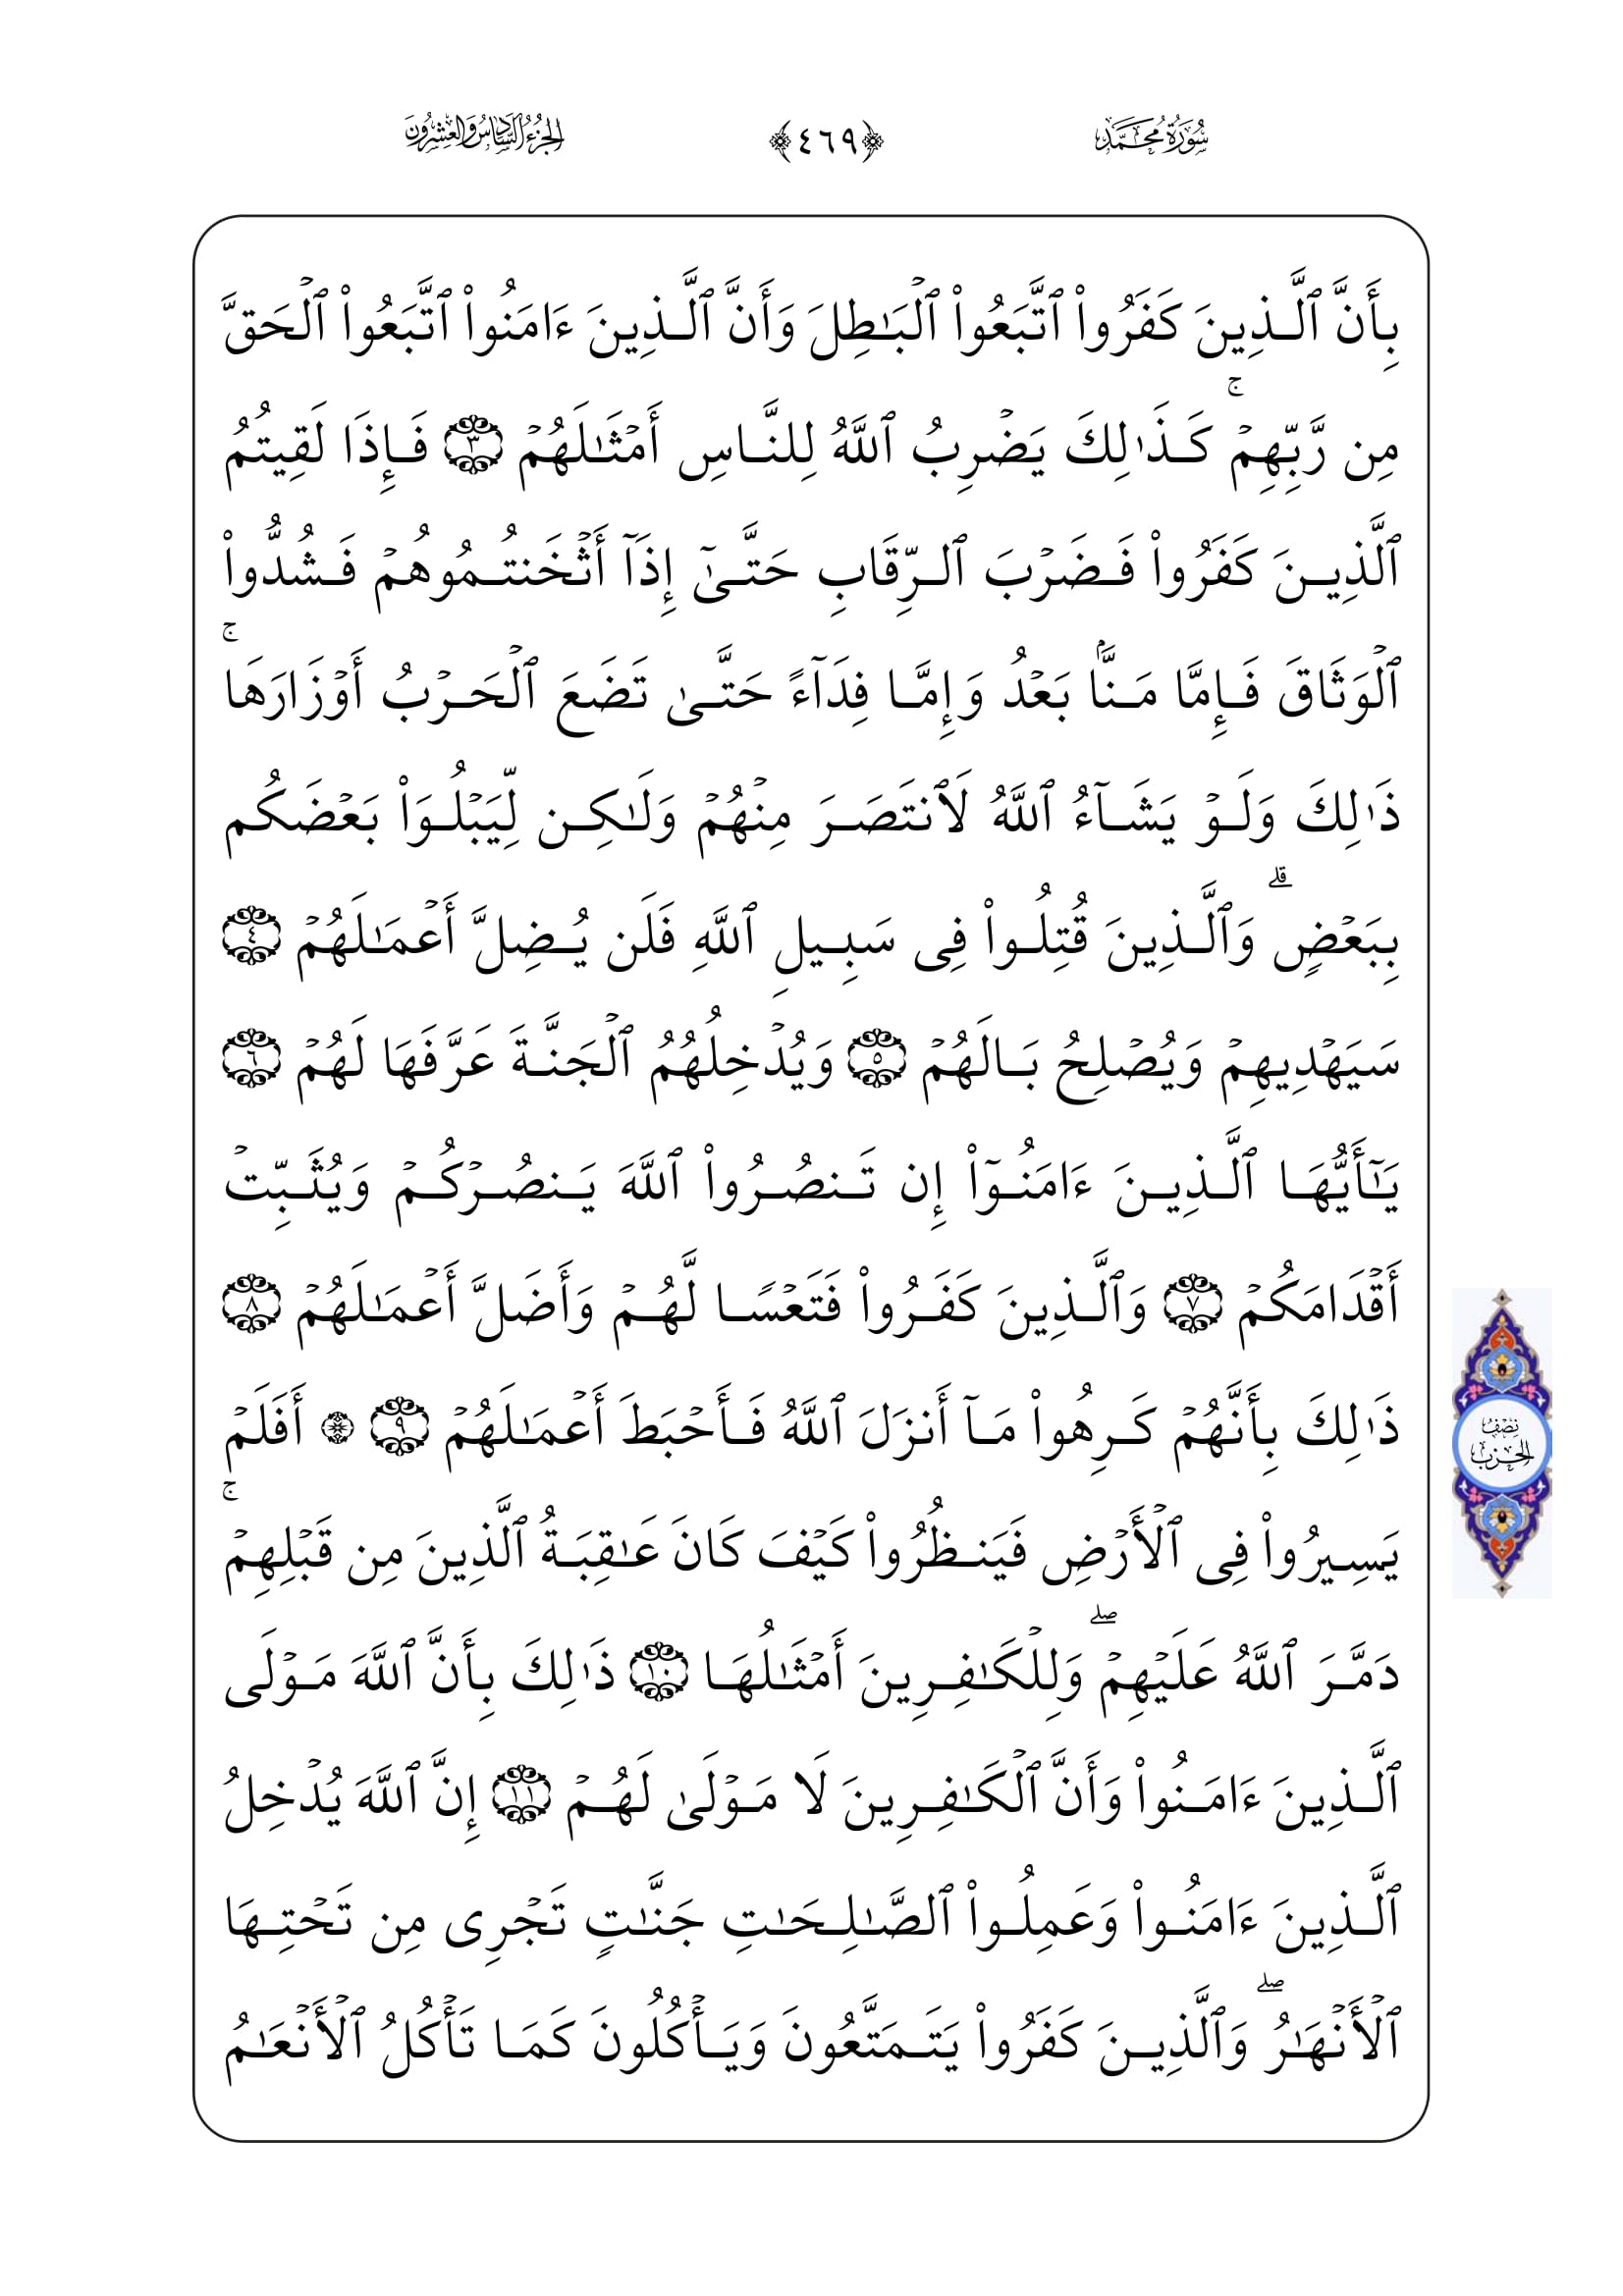 سُورَةُ مُحَمَّد ﴿٤٦٩﴾ الجُزْءُ السَّادِسُ وَالعِشْرُونَ
بِأَنَّ ٱلَّذِينَ كَفَرُوا۟ ٱتَّبَعُوا۟ ٱلْبَـٰطِلَ وَأَنَّ ٱلَّذِينَ ءَامَنُوا۟ ٱتَّبَعُوا۟ ٱلْحَقَّ
مِن رَّبِّهِمْ ۚ كَذَٰلِكَ يَضْرِبُ ٱللَّهُ لِلنَّاسِ أَمْثَـٰلَهُمْ ٣ فَإِذَا لَقِيتُمُ
ٱلَّذِينَ كَفَرُوا۟ فَضَرْبَ ٱلرِّقَابِ حَتَّىٰٓ إِذَآ أَثْخَنتُمُوهُمْ فَشُدُّوا۟
ٱلْوَثَاقَ فَإِمَّا مَنًّۢا بَعْدُ وَإِمَّا فِدَآءً حَتَّىٰ تَضَعَ ٱلْحَرْبُ أَوْزَارَهَا ۚ
ذَٰلِكَ وَلَوْ يَشَآءُ ٱللَّهُ لَٱنتَصَرَ مِنْهُمْ وَلَـٰكِن لِّيَبْلُوَا۟ بَعْضَكُم
بِبَعْضٍ ۗ وَٱلَّذِينَ قُتِلُوا۟ فِى سَبِيلِ ٱللَّهِ فَلَن يُضِلَّ أَعْمَـٰلَهُمْ ٤
سَيَهْدِيهِمْ وَيُصْلِحُ بَالَهُمْ ٥ وَيُدْخِلُهُمُ ٱلْجَنَّةَ عَرَّفَهَا لَهُمْ ٦
يَـٰٓأَيُّهَا ٱلَّذِينَ ءَامَنُوٓا۟ إِن تَنصُرُوا۟ ٱللَّهَ يَنصُرْكُمْ وَيُثَبِّتْ
أَقْدَامَكُمْ ٧ وَٱلَّذِينَ كَفَرُوا۟ فَتَعْسًا لَّهُمْ وَأَضَلَّ أَعْمَـٰلَهُمْ ٨
ذَٰلِكَ بِأَنَّهُمْ كَرِهُوا۟ مَآ أَنزَلَ ٱللَّهُ فَأَحْبَطَ أَعْمَـٰلَهُمْ ٩ ۞ أَفَلَمْ
نِصْفُ
الحِزْب
يَسِيرُوا۟ فِى ٱلْأَرْضِ فَيَنظُرُوا۟ كَيْفَ كَانَ عَـٰقِبَةُ ٱلَّذِينَ مِن قَبْلِهِمْ ۚ
دَمَّرَ ٱللَّهُ عَلَيْهِمْ ۖ وَلِلْكَـٰفِرِينَ أَمْثَـٰلُهَا ١٠ ذَٰلِكَ بِأَنَّ ٱللَّهَ مَوْلَى
ٱلَّذِينَ ءَامَنُوا۟ وَأَنَّ ٱلْكَـٰفِرِينَ لَا مَوْلَىٰ لَهُمْ ١١ إِنَّ ٱللَّهَ يُدْخِلُ
ٱلَّذِينَ ءَامَنُوا۟ وَعَمِلُوا۟ ٱلصَّـٰلِحَـٰتِ جَنَّـٰتٍ تَجْرِى مِن تَحْتِهَا
ٱلْأَنْهَـٰرُ ۖ وَٱلَّذِينَ كَفَرُوا۟ يَتَمَتَّعُونَ وَيَأْكُلُونَ كَمَا تَأْكُلُ ٱلْأَنْعَـٰمُ